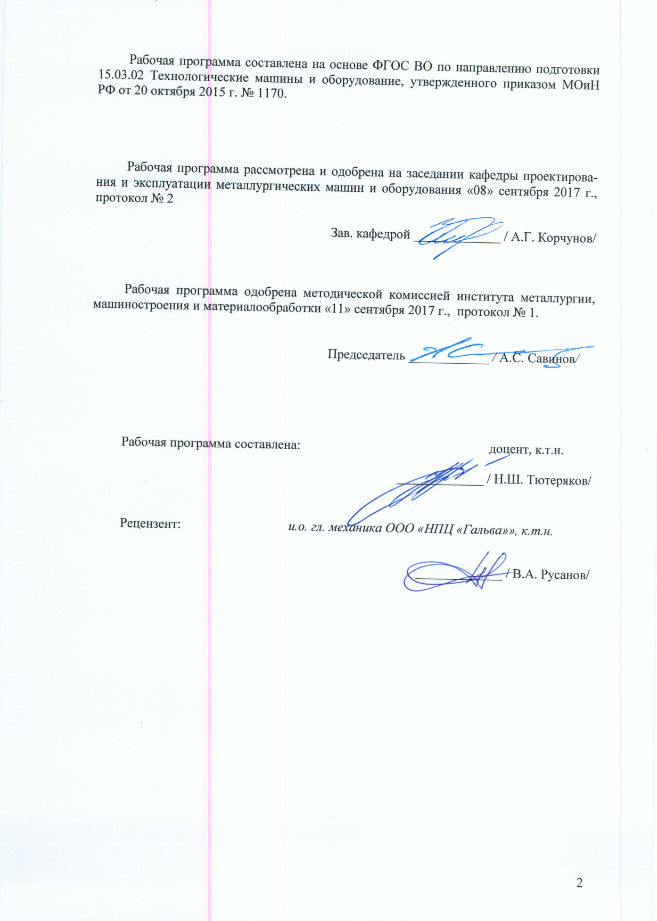 Рабочая программа составлена на основе ФГОС ВО по направлению подготовки
15.03.02 Технологические машины и оборудование, утвержденного приказом МОиН
РФ от 20 октября 2015 г. № 1170.
Рабочая программа рассмотрена и одобрена на заседании кафедры проектирова-
ния и эксплуатации металлургических машин и оборудования «08» сентября 2017 г.,
протокол № 2
Зав. кафедрой ______________ / А.Г. Корчунов/
Рабочая программа одобрена методической комиссией института металлургии,
машиностроения и материалообработки «11» сентября 2017 г., протокол № 1.
Председатель _____________ / А.С. Савинов/
Рабочая программа составлена: доцент, к.т.н.
______________ / Н.Ш. Тютеряков/
Рецензент: и.о. гл. механика ООО «НПЦ «Гальва»», к.т.н.
______________ / В.А. Русанов/
2